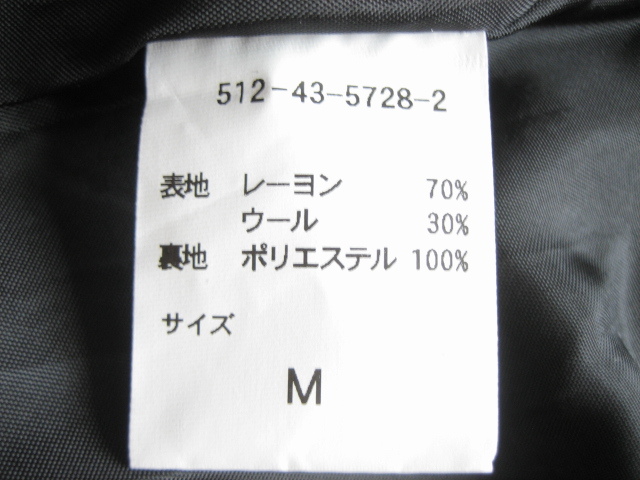 512-43-5728-2
表地 レーヨン 70%
ウール 30%
裏地 ポリエステル 100%
サイズ
M